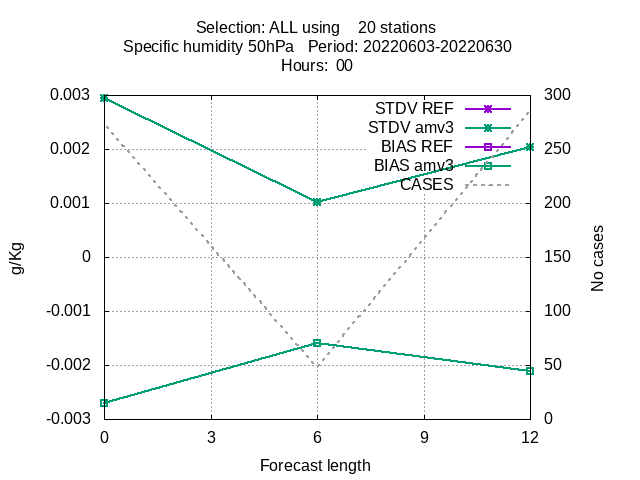 Selection: ALL using    20 stations
Specific humidity 50hPa   Period: 20220603-20220630
Hours:  00
0.003
0.002
0.001
0
-0.001
-0.002
-0.003
g/Kg
STDV REF
STDV amv3
BIAS REF
BIAS amv3
CASES
300
250
200
150
100
50
0
No cases
0
3
6
9
12
Forecast length